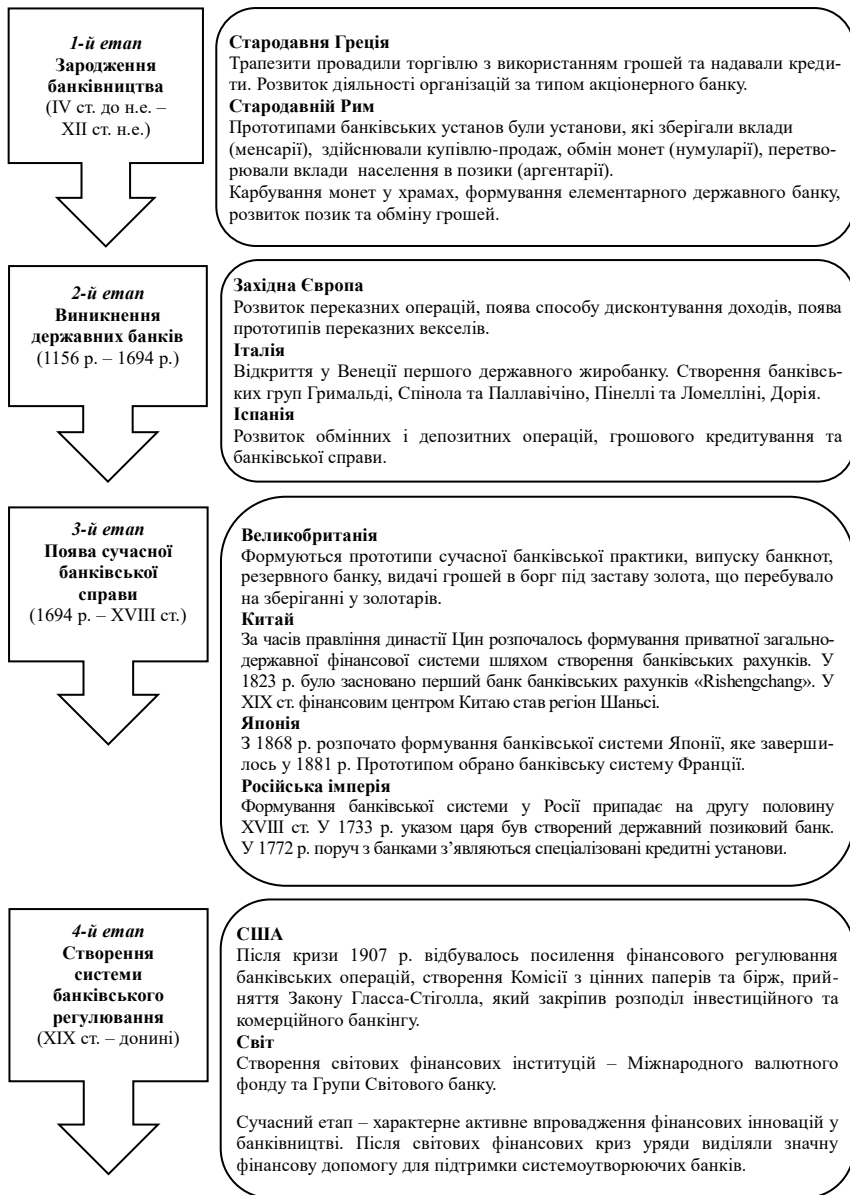 1-й етап
Зародження
банківництва
(IV ст. до н.е. –
XII ст. н.е.)
Стародавня Греція
Трапезити провадили торгівлю з використанням грошей та надавали креди-
ти. Розвиток діяльності організацій за типом акціонерного банку.
Стародавній Рим
Прототипами банківських установ були установи, які зберігали вклади
(менсарії), здійснювали купівлю-продаж, обмін монет (нумуларії), перетво-
рювали вклади населення в позики (аргентарії).
Карбування монет у храмах, формування елементарного державного банку,
розвиток позик та обміну грошей.
2-й етап
Виникнення
державних банків
(1156 р. – 1694 р.)
Західна Європа
Розвиток переказних операцій, поява способу дисконтування доходів, поява
прототипів переказних векселів.
Італія
Відкриття у Венеції першого державного жиробанку. Створення банківсь-
ких груп Гримальді, Спінола та Паллавічіно, Пінеллі та Ломелліні, Дорія.
Іспанія
Розвиток обмінних і депозитних операцій, грошового кредитування та
банківської справи.
3-й етап
Поява сучасної
банківської
справи
(1694 р. – XVIII ст.)
Великобританія
Формуються прототипи сучасної банківської практики, випуску банкнот,
резервного банку, видачі грошей в борг під заставу золота, що перебувало
на зберіганні у золотарів.
Китай
За часів правління династії Цин розпочалось формування приватної загально-
державної фінансової системи шляхом створення банківських рахунків. У
1823 р. було засновано перший банк банківських рахунків «Rishengchang». У
XIX ст. фінансовим центром Китаю став регіон Шаньсі.
Японія
З 1868 р. розпочато формування банківської системи Японії, яке заверши-
лось у 1881 р. Прототипом обрано банківську систему Франції.
Російська імперія
Формування банківської системи у Росії припадає на другу половину
XVIII ст. У 1733 р. указом царя був створений державний позиковий банк.
У 1772 р. поруч з банками з’являються спеціалізовані кредитні установи.
4-й етап
Створення
системи
банківського
регулювання
(XIX ст. – донині)
США
Після кризи 1907 р. відбувалось посилення фінансового регулювання
банківських операцій, створення Комісії з цінних паперів та бірж, прий-
няття Закону Гласса-Стіголла, який закріпив розподіл інвестиційного та
комерційного банкінгу.
Світ
Створення світових фінансових інституцій – Міжнародного валютного
фонду та Групи Світового банку.
Сучасний етап – характерне активне впровадження фінансових інновацій у
банківництві. Після світових фінансових криз уряди виділяли значну
фінансову допомогу для підтримки системоутворюючих банків.